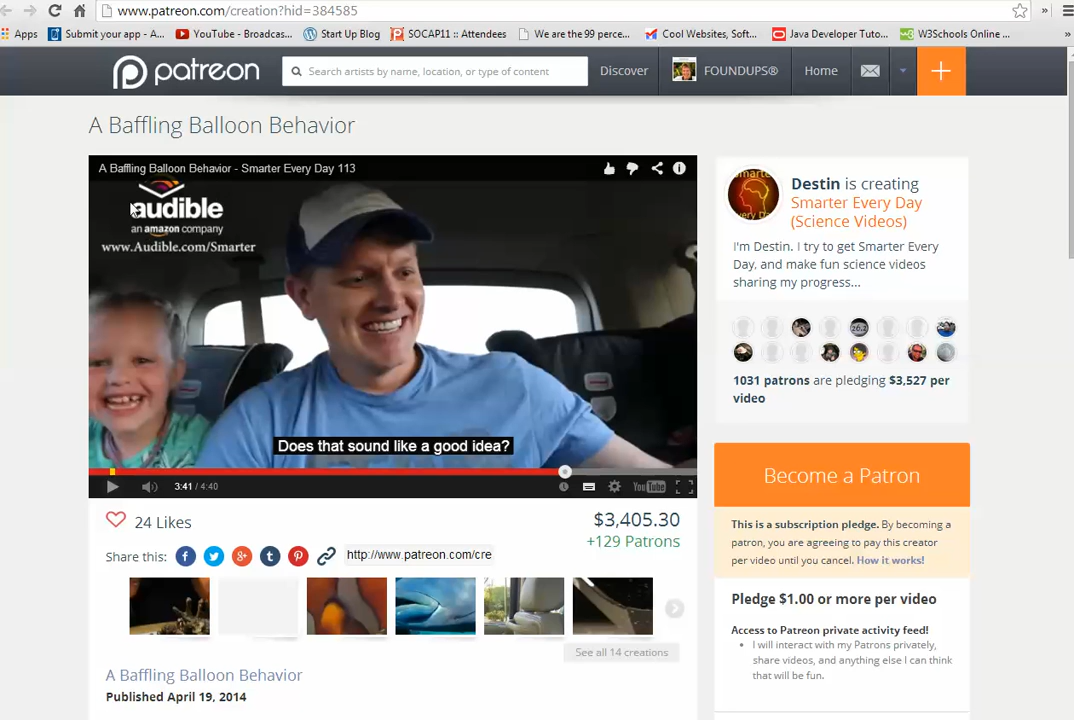 www.patreon.com/creation?hid=384585
Apps
Submit your app - A...
YouTube - Broadcas...
Start Up Blog
SOCAP11 :: Attendees
We are the 99 perce...
Cool Websites, Soft...
Java Developer Tuto...
W3Schools Online ...
»
patreon
Search artists by name, location, or type of content
Discover
FOUNDUPS®
Home
A Baffling Balloon Behavior
A Baffling Balloon Behavior - Smarter Every Day 113
audible
an amazon company
www.Audible.com/Smarter
Does that sound like a good idea?
3:41 / 4:40
YouTube
Destin is creating
Smarter Every Day
(Science Videos)
I'm Destin. I try to get Smarter Every
Day, and make fun science videos
sharing my progress...
26.2
1031 patrons are pledging $3,527 per
video
Become a Patron
This is a subscription pledge. By becoming a
patron, you are agreeing to pay this creator
per video until you cancel. How it works!
Pledge $1.00 or more per video
Access to Patreon private activity feed!
I will interact with my Patrons privately,
share videos, and anything else I can think
that will be fun.
24 Likes
$3,405.30
+129 Patrons
Share this:
http://www.patreon.com/cre
See all 14 creations
A Baffling Balloon Behavior
Published April 19, 2014